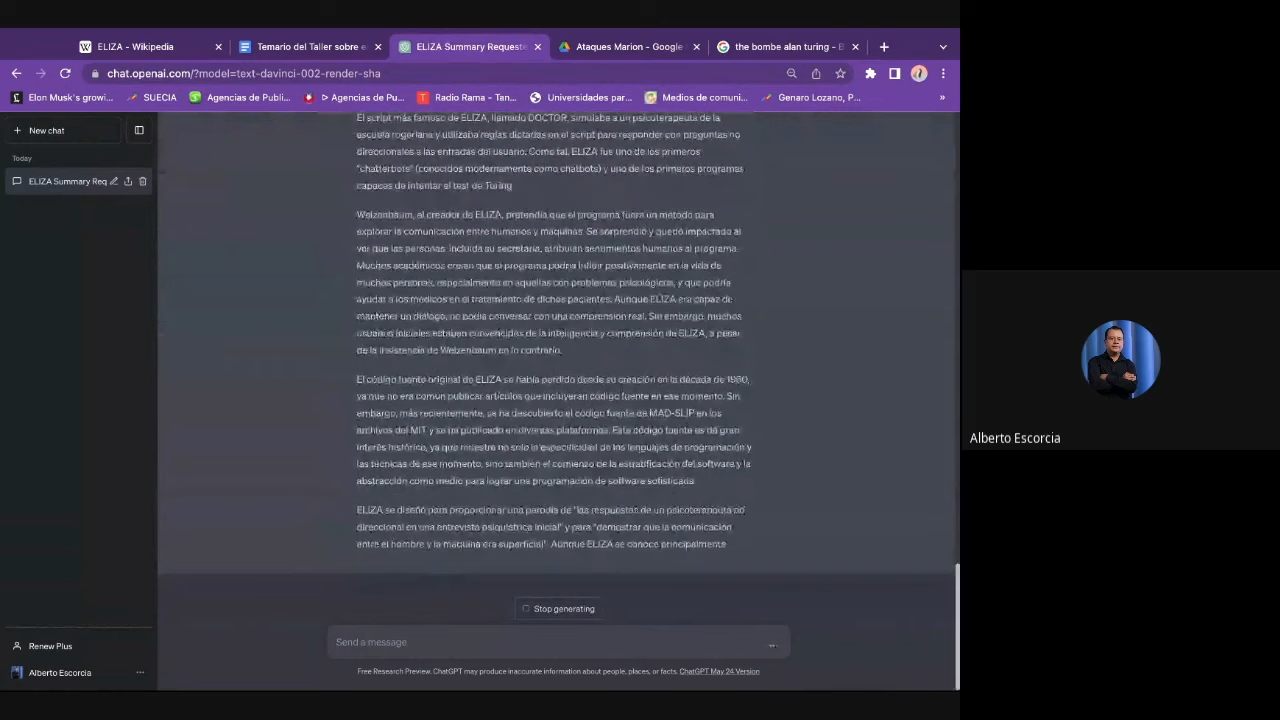 ELIZA - Wikipedia
Temario del Taller sobre e
ELIZA Summary Requeste
Ataques Marion - Google
the bombe alan turing - B
chat.openai.com/?model=text-davinci-002-render-sha
Elon Musk's growi...
SUECIA
Agencias de Publi...
> Agencias de Pu...
Radio Rama - Tan...
Universidades par...
Medios de comuni...
Genaro Lozano, P...
»
New chat
Today
ELIZA Summary Req
El script más famoso de ELIZA, llamado DOCTOR, simulaba a un psicoterapeuta de la
escuela rogeriana y utilizaba reglas dictadas en el script para responder con preguntas no
direccionales a las entradas del usuario. Como tal, ELIZA fue uno de los primeros
"chatterbots" (conocidos modernamente como chatbots) y uno de los primeros programas
capaces de intentar el test de Turing
Weizenbaum, el creador de ELIZA, pretendía que el programa fuera un método para
explorar la comunicación entre humanos y máquinas. Se sorprendió y quedó impactado al
ver que las personas, incluida su secretaria, atribuían sentimientos humanos al programa.
Muchos académicos creían que el programa podría influir positivamente en la vida de
muchas personas, especialmente en aquellas con problemas psicológicos, y que podría
ayudar a los médicos en el tratamiento de dichos pacientes. Aunque ELIZA era capaz de
mantener un diálogo, no podía conversar con una comprensión real. Sin embargo, muchos
usuarios iniciales estaban convencidos de la inteligencia y comprensión de ELIZA, a pesar
de la insistencia de Weizenbaum en lo contrario.
El código fuente original de ELIZA se había perdido desde su creación en la década de 1960,
ya que no era común publicar artículos que incluyeran código fuente en ese momento. Sin
embargo, más recientemente, se ha descubierto el código fuente de MAD-SLIP en los
archivos del MIT y se ha publicado en diversas plataformas. Este código fuente es de gran
interés histórico, ya que muestra no solo la especificidad de los lenguajes de programación y
las técnicas de ese momento, sino también el comienzo de la estratificación del software y la
abstracción como medio para lograr una programación de software sofisticada
ELIZA se diseñó para proporcionar una parodia de "las respuestas de un psicoterapeuta no
direccional en una entrevista psiquiátrica inicial" y para "demostrar que la comunicación
entre el hombre y la máquina era superficial". Aunque ELIZA se conoce principalmente
Stop generating
Send a message
Free Research Preview. ChatGPT may produce inaccurate information about people, places, or facts. ChatGPT May 24 Version
Renew Plus
Alberto Escorcia
Alberto Escorcia